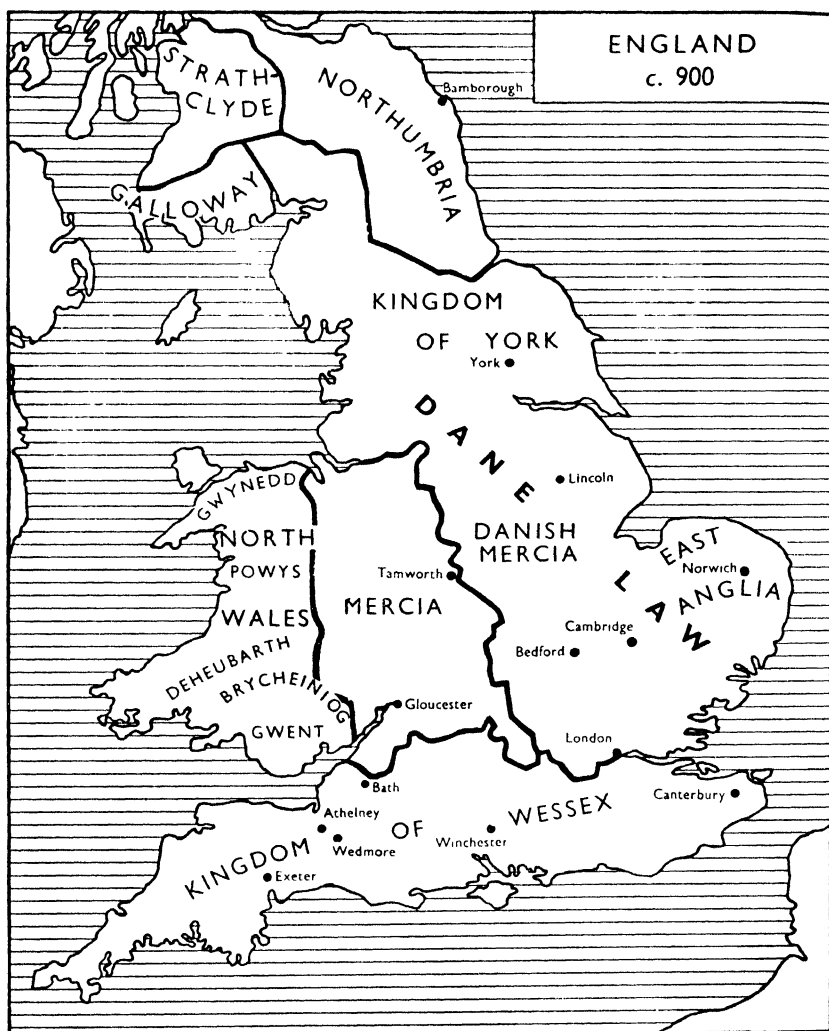 ENGLAND
c. 900
STRATH-
CLYDE
NORTHUMBRIA
Bamborough
GALLOWAY
KINGDOM
OF YORK
York
DANE
LAW
Lincoln
GWYNEDD
NORTH
POWYS
WALES
DEHEUBARTH
BRYCHEINIOG
GWENT
DANISH
MERCIA
Tamworth
MERCIA
EAST
Norwich
ANGLIA
Cambridge
Bedford
Gloucester
London
Bath
Athelney
Wedmore
KINGDOM OF WESSEX
Winchester
Canterbury
Exeter